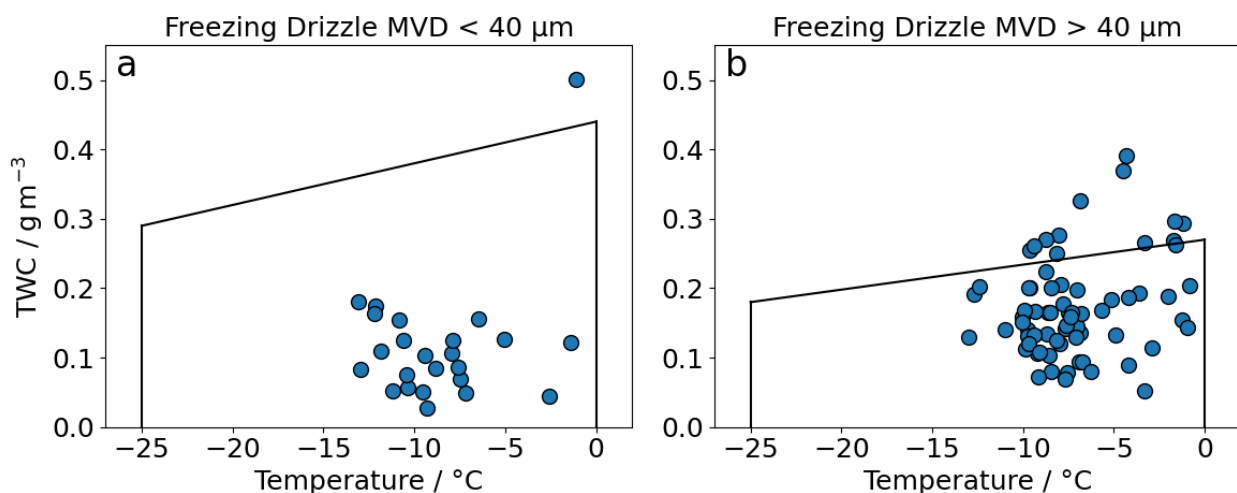 Freezing Drizzle MVD < 40 μm
a
TWC / g m⁻³
0.5
0.4
0.3
0.2
0.1
0.0
−25 −20 −15 −10 −5 0
Temperature / °C
Freezing Drizzle MVD > 40 μm
b
0.5
0.4
0.3
0.2
0.1
0.0
−25 −20 −15 −10 −5 0
Temperature / °C